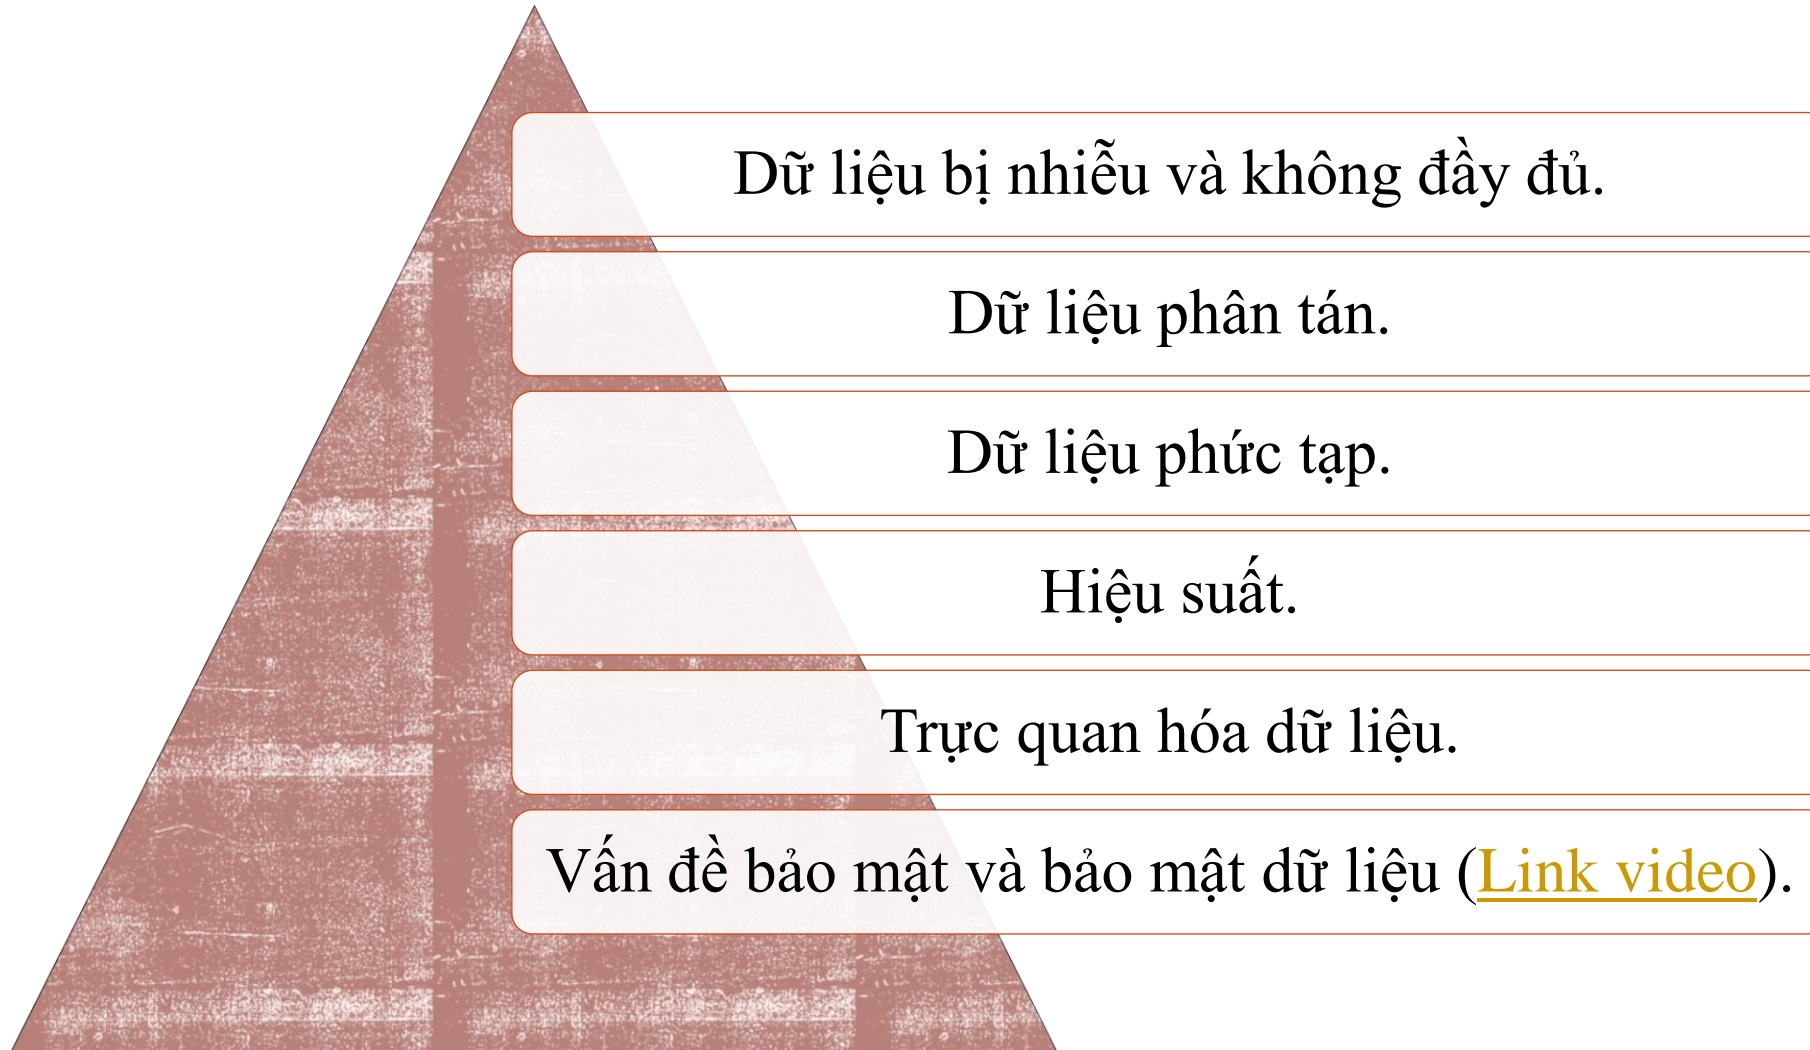 Dữ liệu bị nhiễu và không đầy đủ.
Dữ liệu phân tán.
Dữ liệu phức tạp.
Hiệu suất.
Trực quan hóa dữ liệu.
Vấn đề bảo mật và bảo mật dữ liệu (Link video).